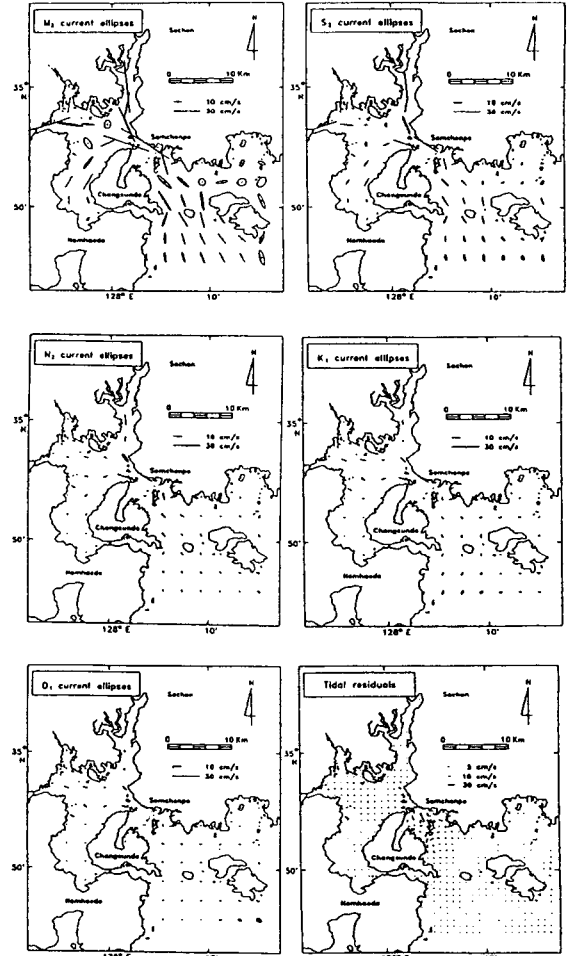 M₂ current ellipses
Sachon
N
35°
N
0 10 Km
10 cm/s
30 cm/s
Samchonpo
Changsundo
50'
Namhaedo
128° E
10'
S₂ current ellipses
Sachon
N
35°
N
0 10 Km
10 cm/s
30 cm/s
Samchonpo
Changsundo
50'
Namhaedo
128° E
10'
N₂ current ellipses
Sachon
N
35°
N
0 10 Km
10 cm/s
30 cm/s
Samchonpo
Changsundo
50'
Namhaedo
128° E
10'
K₁ current ellipses
Sachon
N
35°
N
0 10 Km
10 cm/s
30 cm/s
Samchonpo
Changsundo
50'
Namhaedo
128° E
10'
O₁ current ellipses
Sachon
N
35°
N
0 10 Km
10 cm/s
30 cm/s
Samchonpo
Changsundo
50'
Namhaedo
128° E
10'
Tidal residuals
Sachon
N
35°
N
0 10 Km
5 cm/s
10 cm/s
30 cm/s
Samchonpo
Changsundo
50'
Namhaedo
128° E
10'